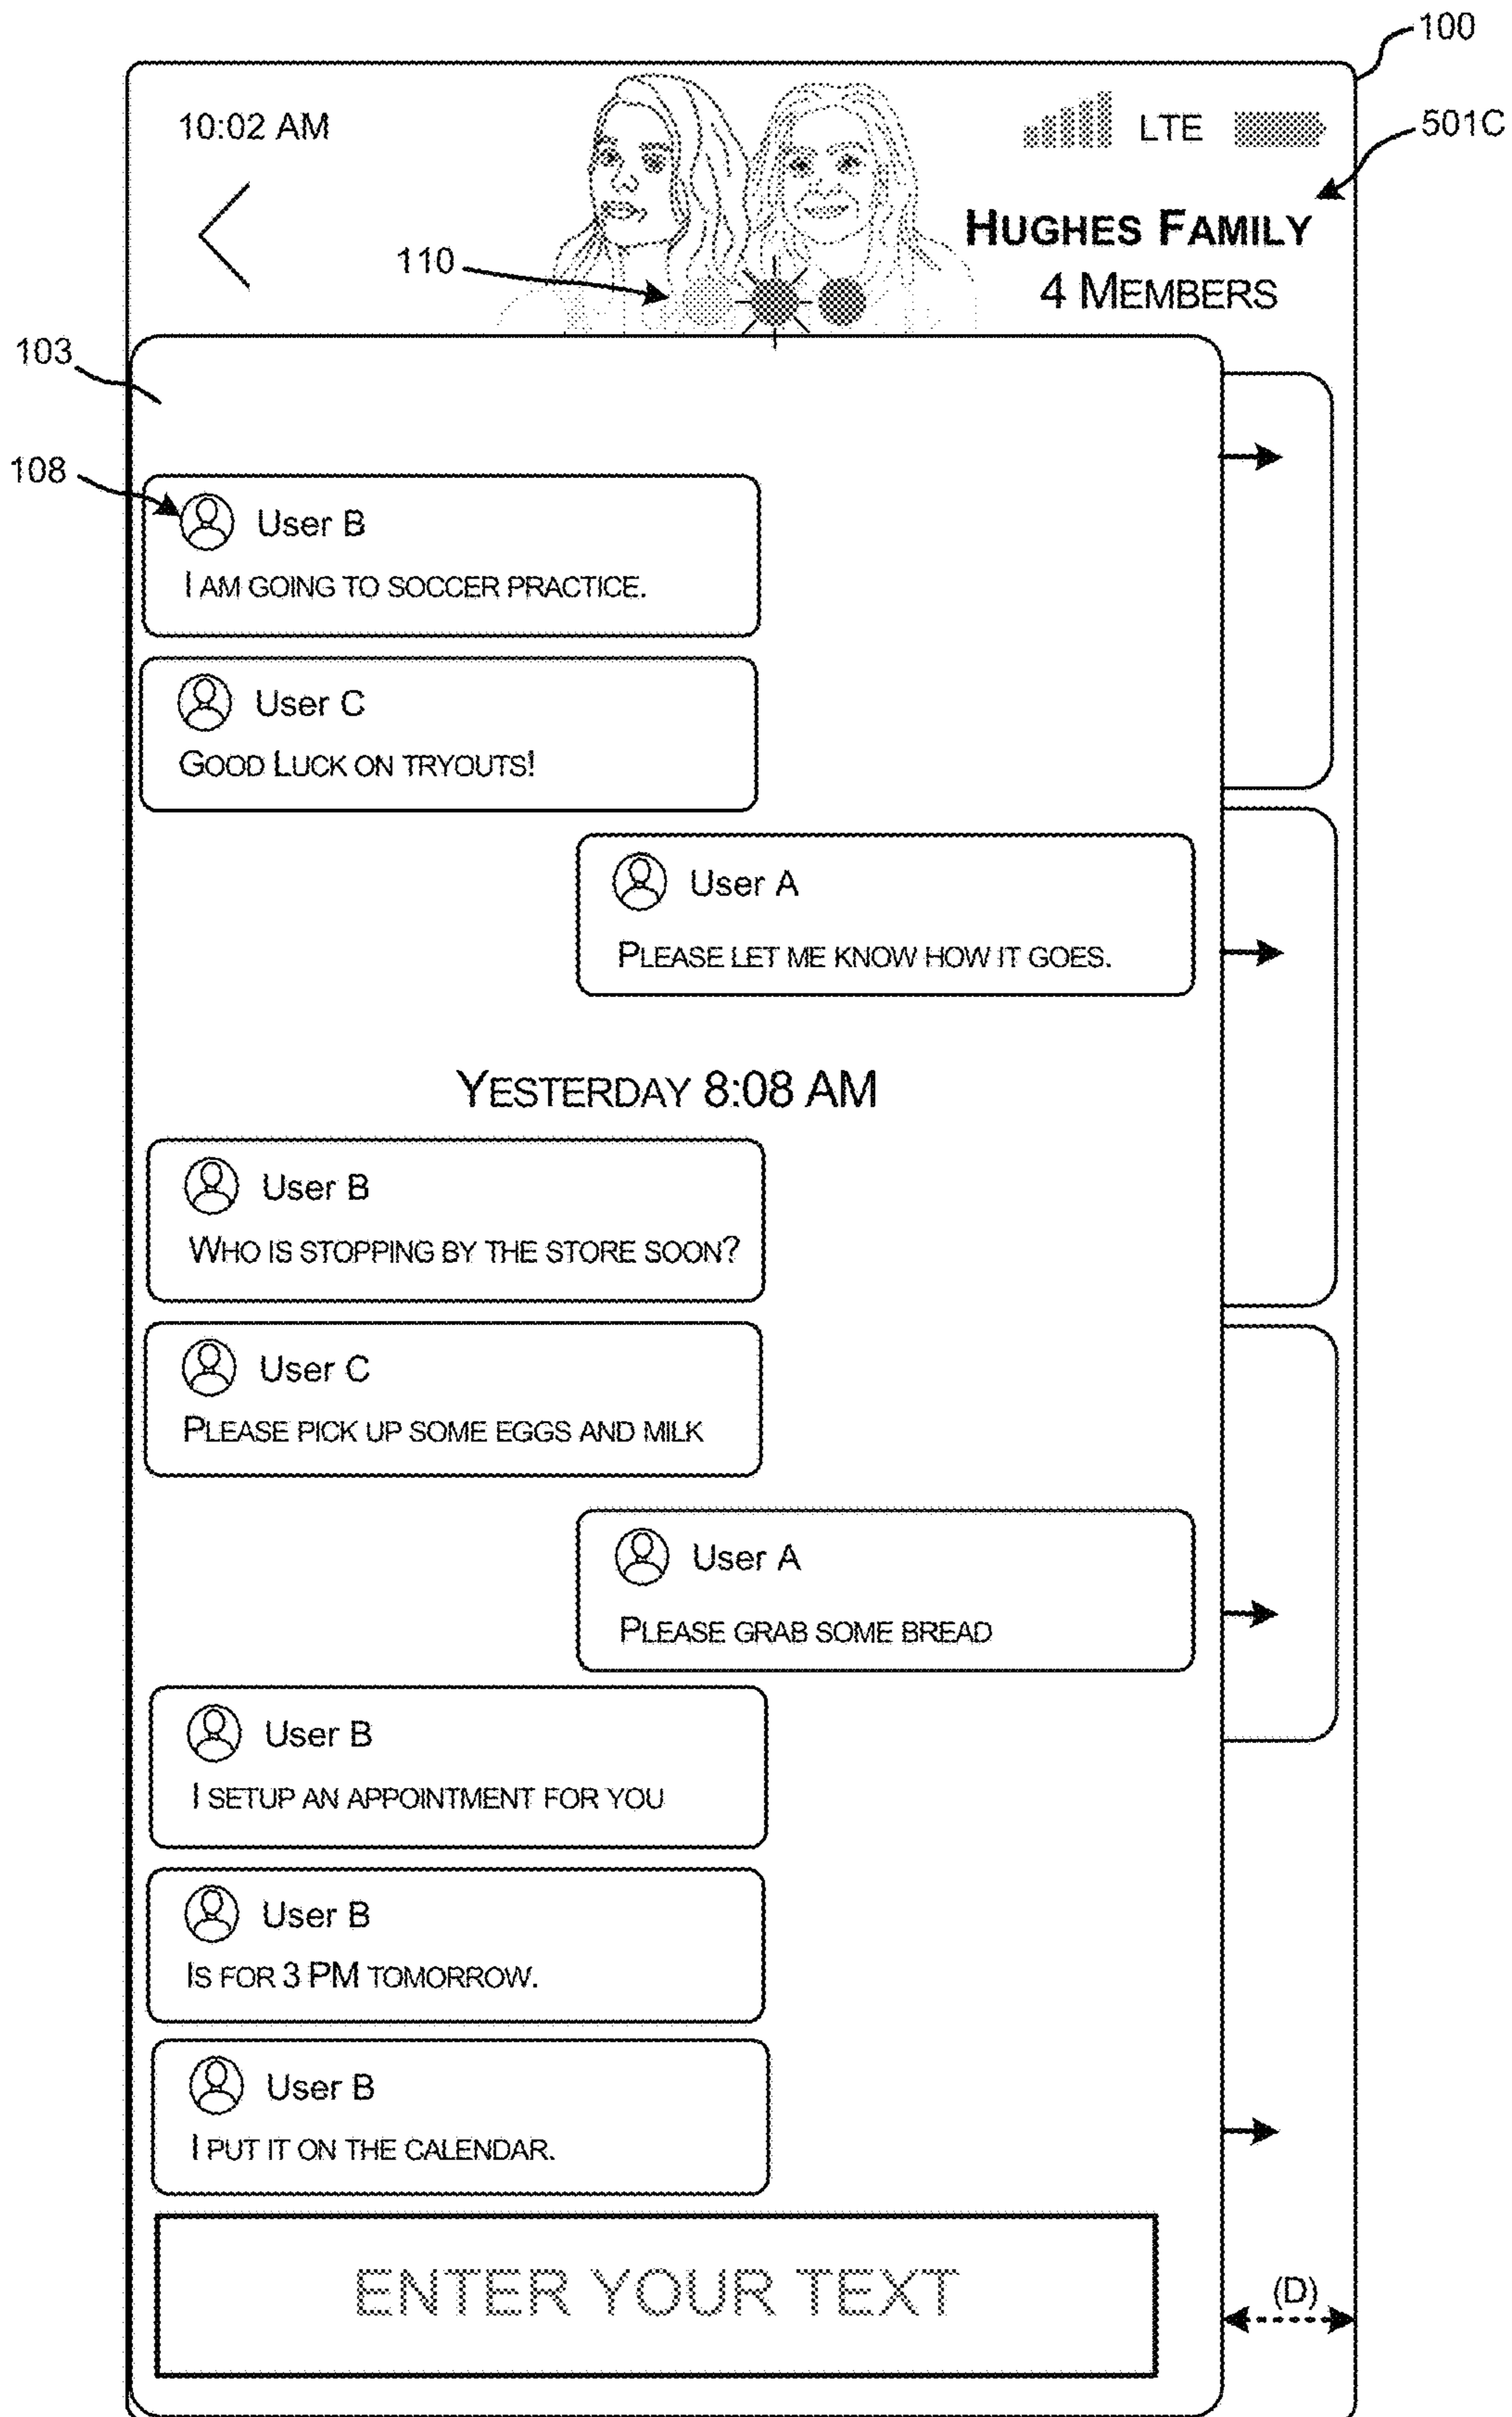 100
10:02 AM
LTE
501C
HUGHES FAMILY
110
4 MEMBERS
103
108
User B
I AM GOING TO SOCCER PRACTICE.
User C
GOOD LUCK ON TRYOUTS!
User A
PLEASE LET ME KNOW HOW IT GOES.
YESTERDAY 8:08 AM
User B
WHO IS STOPPING BY THE STORE SOON?
User C
PLEASE PICK UP SOME EGGS AND MILK
User A
PLEASE GRAB SOME BREAD
User B
I SETUP AN APPOINTMENT FOR YOU
User B
IS FOR 3 PM TOMORROW.
User B
I PUT IT ON THE CALENDAR.
ENTER YOUR TEXT
(D)